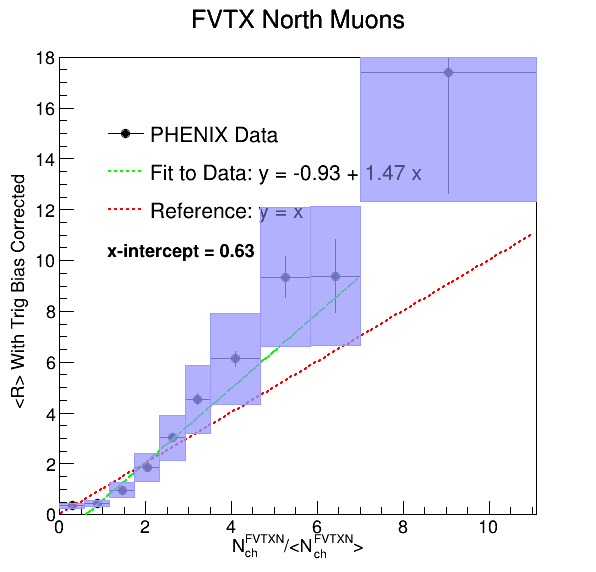 FVTX North Muons
<R> With Trig Bias Corrected
18
16
14
12
10
8
6
4
2
0
PHENIX Data
Fit to Data: y = -0.93 + 1.47 x
Reference: y = x
x-intercept = 0.63
0 2 4 6 8 10
N_ch^FVTXN/<N_ch^FVTXN>